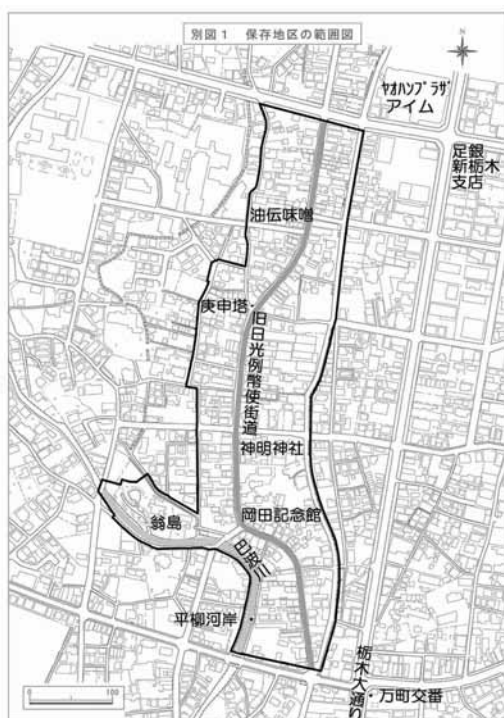 別図1　保存地区の範囲図
N
ヤオハンプラザ
アイム
足銀
新栃木
支店
油伝味噌
庚申塔
旧日光例幣使街道
神明神社
岡田記念館
翁島
巴波川
平柳河岸
栃木大通り
万町交番
0
100